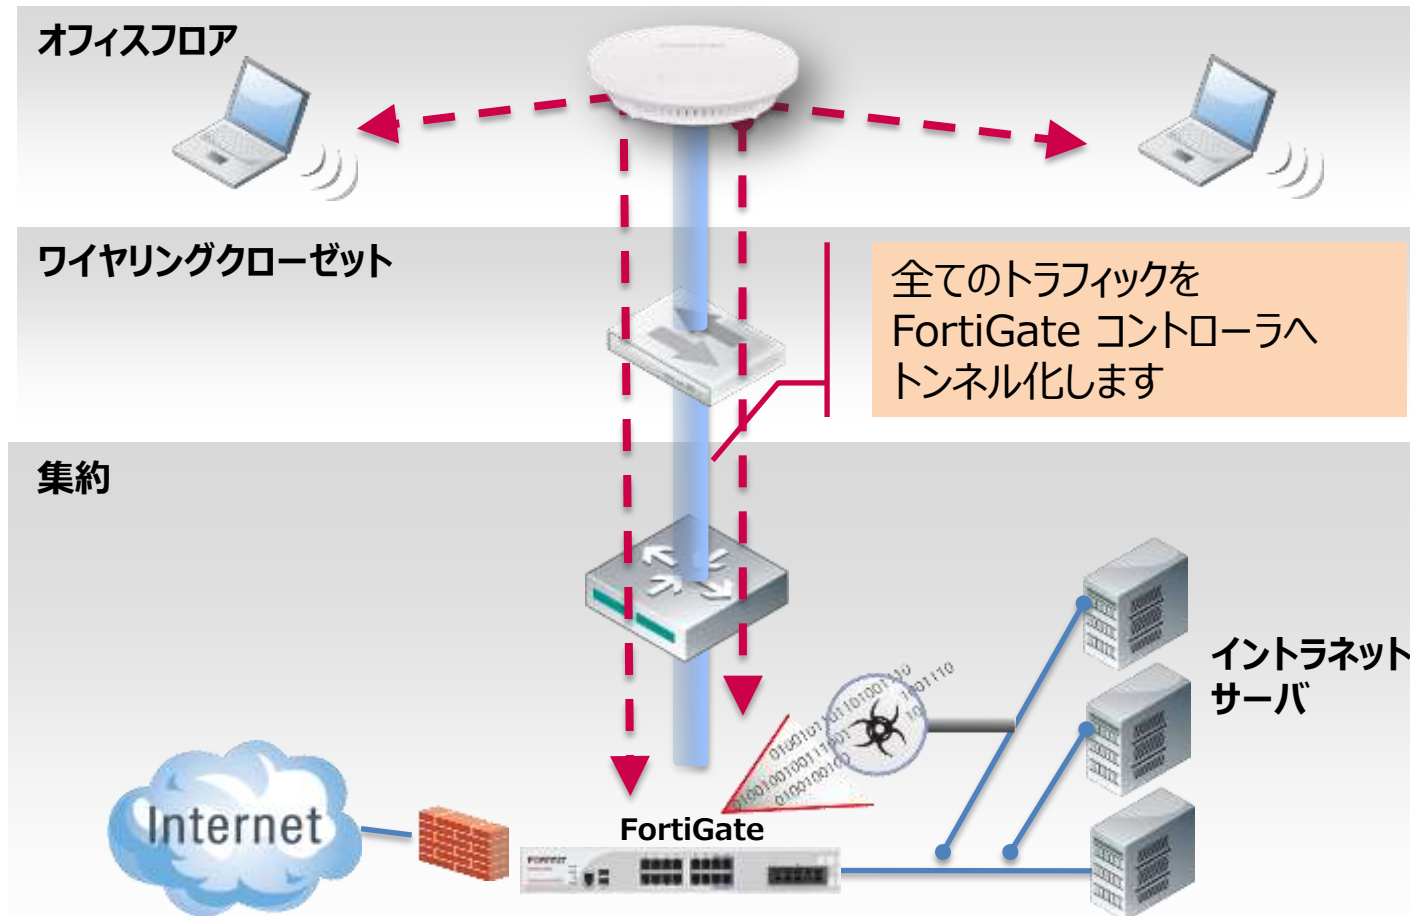 オフィスフロア
ワイヤリングクローゼット
全てのトラフィックを
FortiGate コントローラへ
トンネル化します
集約
イントラネット
サーバ
Internet
FortiGate